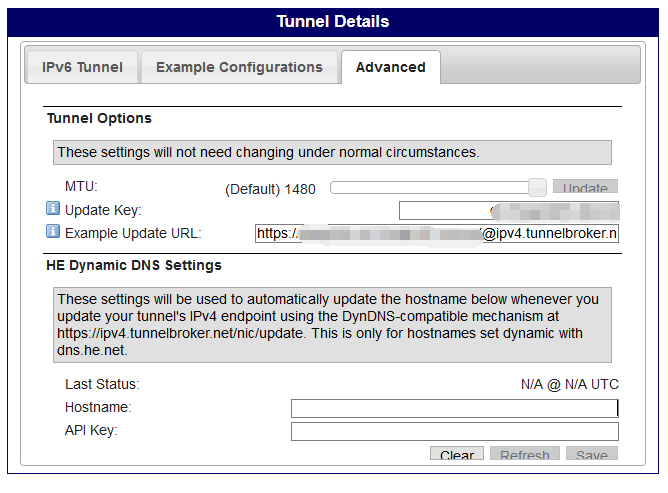 Tunnel Details
IPv6 Tunnel Example Configurations Advanced
Tunnel Options
These settings will not need changing under normal circumstances.
MTU: (Default) 1480 Update
Update Key:
Example Update URL: https:/ @ipv4.tunnelbroker.n
HE Dynamic DNS Settings
These settings will be used to automatically update the hostname below whenever you
update your tunnel's IPv4 endpoint using the DynDNS-compatible mechanism at
https://ipv4.tunnelbroker.net/nic/update. This is only for hostnames set dynamic with
dns.he.net.
Last Status: N/A @ N/A UTC
Hostname:
API Key:
Clear Refresh Save